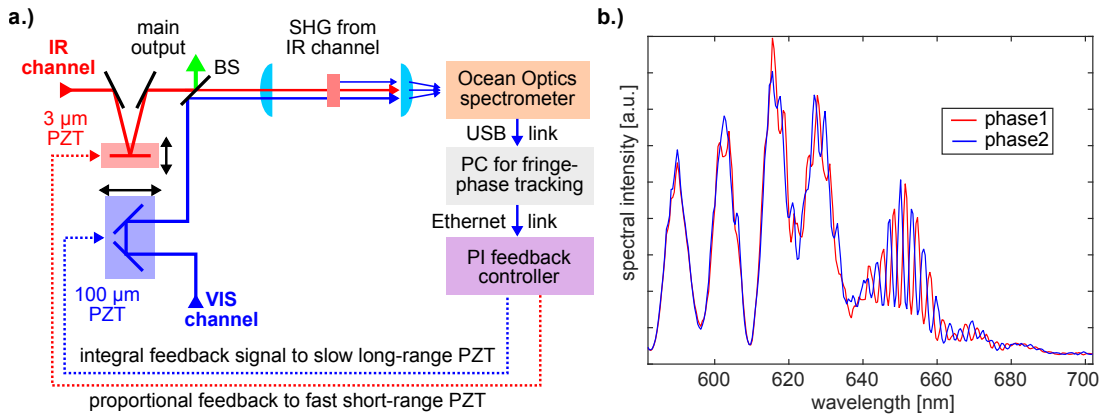 a.)
main
output
SHG from
IR channel
IR
channel
BS
Ocean Optics
spectrometer
3 µm
PZT
USB link
PC for fringe-
phase tracking
Ethernet link
PI feedback
controller
100 µm
PZT
VIS
channel
integral feedback signal to slow long-range PZT
proportional feedback to fast short-range PZT
b.)
spectral intensity [a.u.]
phase1
phase2
600 620 640 660 680 700
wavelength [nm]